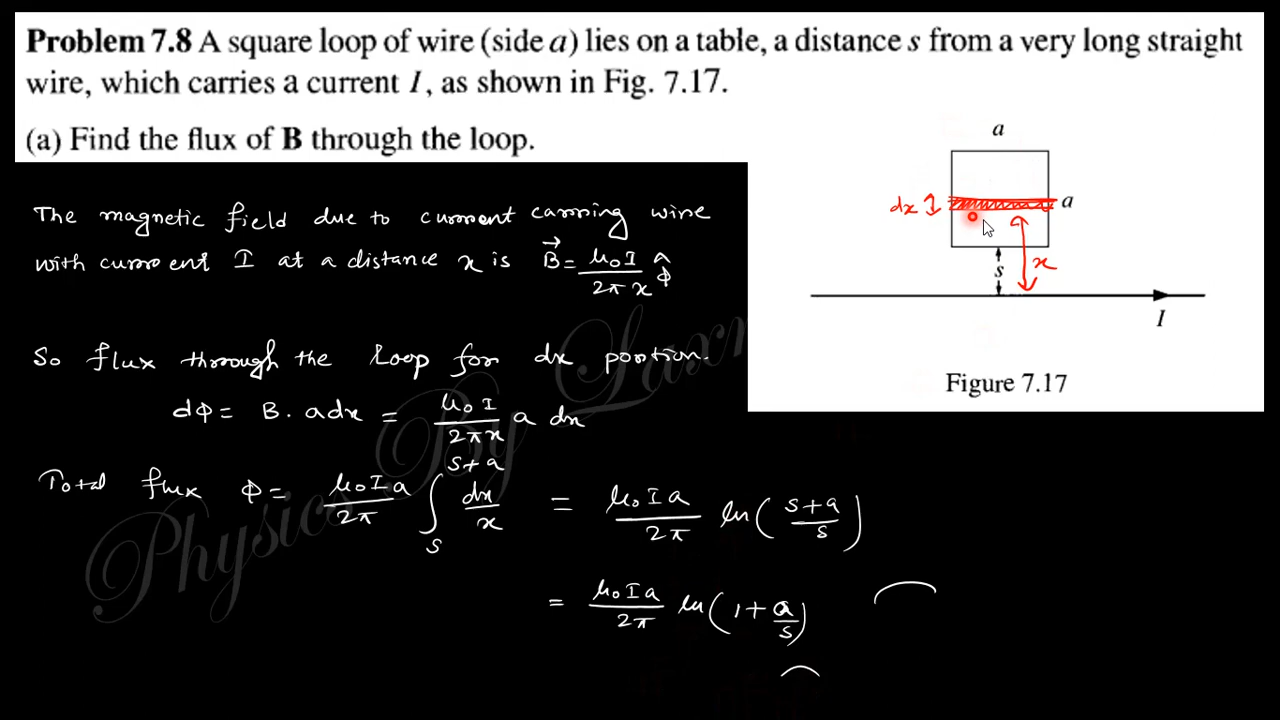 Problem 7.8 A square loop of wire (side a) lies on a table, a distance s from a very long straight
wire, which carries a current I, as shown in Fig. 7.17.
(a) Find the flux of B through the loop.
a
dx
a
s
x
I
Figure 7.17
The magnetic field due to current carrying wire
with current I at a distance x is B⃗ = μ₀I/2πx φ̂
So flux through the Loop for dx portion.
dφ = B. adx = μ₀I/2πx a dx
Total flux φ = μ₀Ia/2π ∫ₛˢ⁺ᵃ dx/x = μ₀Ia/2π ln(s+a/s)
= μ₀Ia/2π ln(1+a/s)
Physics By Laxm